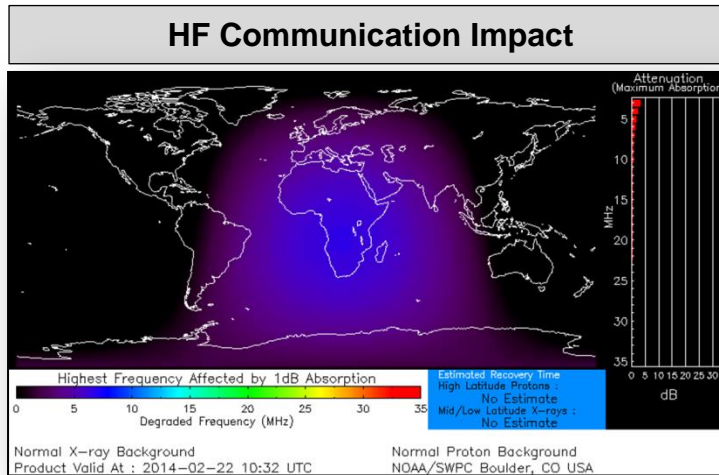 HF Communication Impact
Attenuation
(Maximum Absorption)
5
10
15
20
25
30
35
MHz
0 5 10 15 20 25 30
dB
Highest Frequency Affected by 1dB Absorption
0 5 10 15 20 25 30 35
Degraded Frequency (MHz)
Estimated Recovery Time
High Latitude Protons :
No Estimate
Mid/Low Latitude X-rays :
No Estimate
Normal X-ray Background
Normal Proton Background
Product Valid At : 2014-02-22 10:32 UTC
NOAA/SWPC Boulder, CO USA